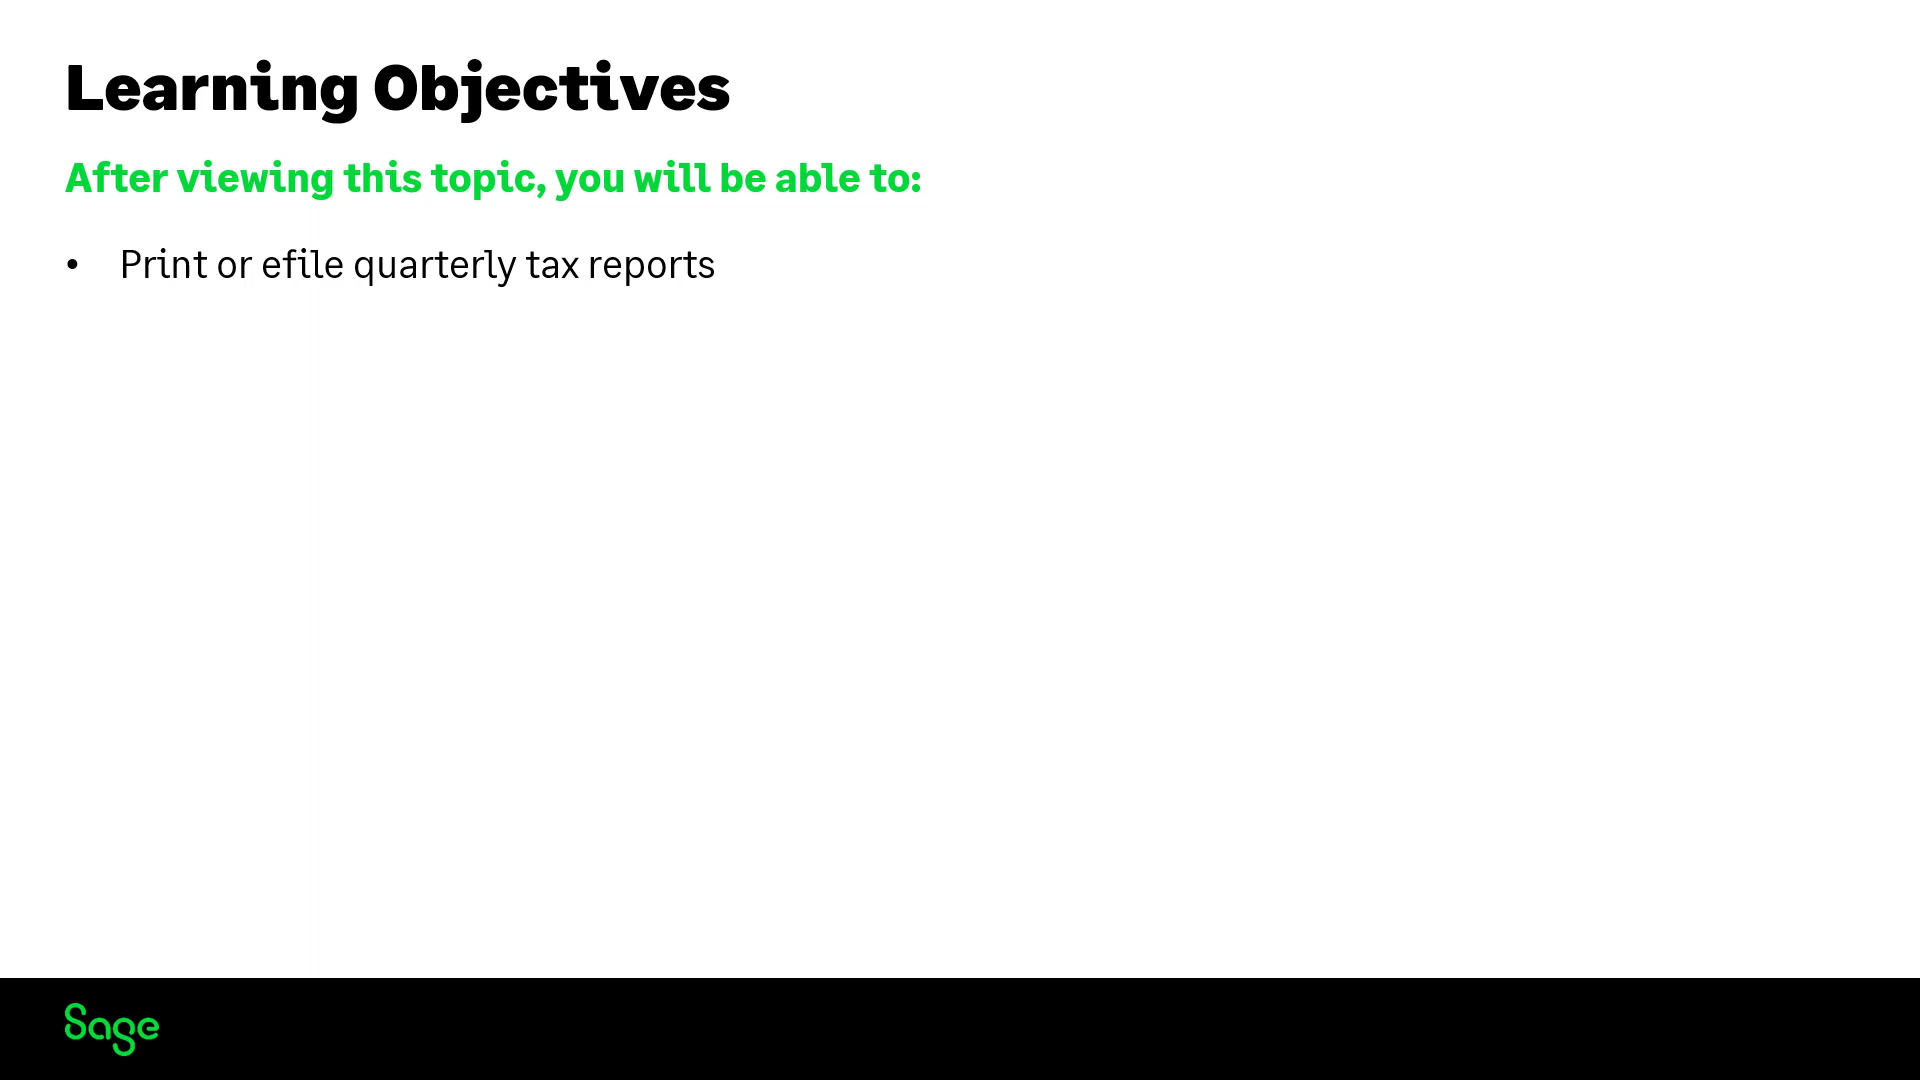 Learning Objectives
After viewing this topic, you will be able to:
• Print or efile quarterly tax reports
Sage